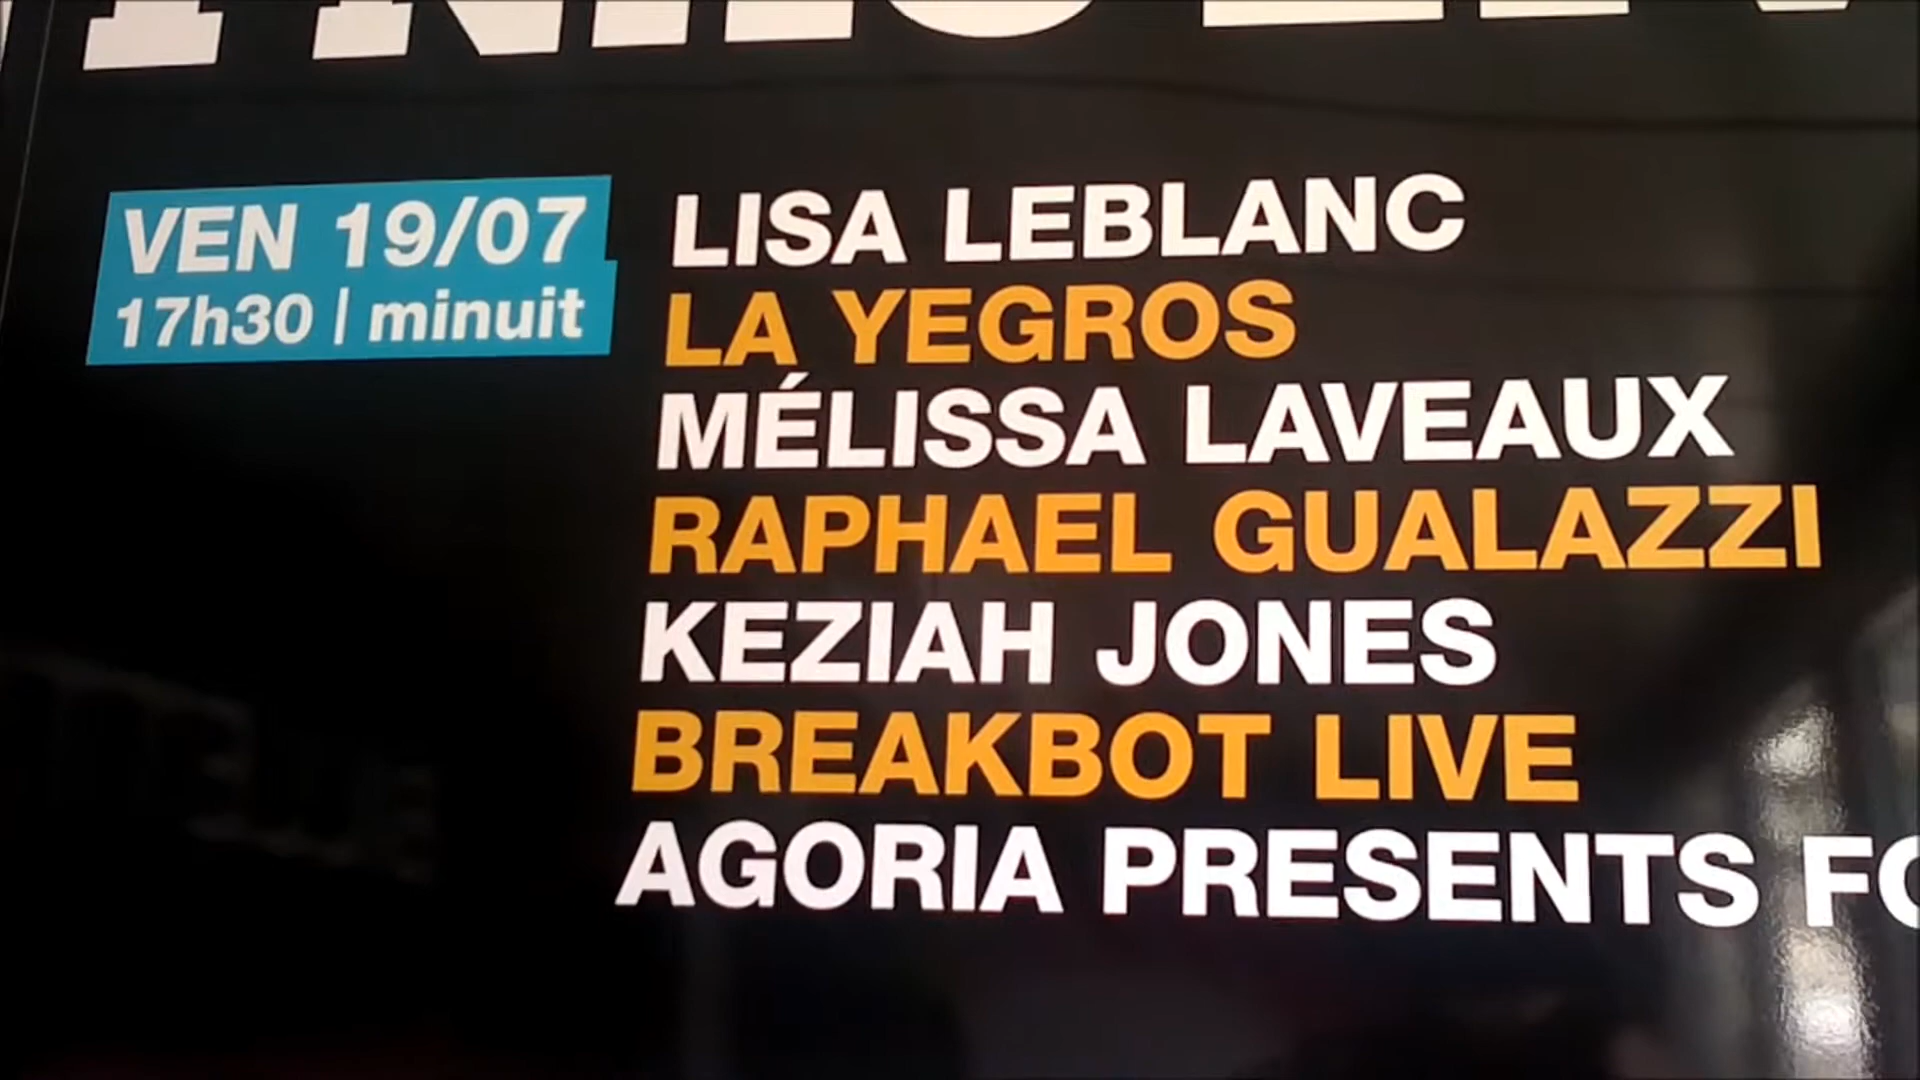 VEN 19/07
17h30 | minuit
LISA LEBLANC
LA YEGROS
MÉLISSA LAVEAUX
RAPHAEL GUALAZZI
KEZIAH JONES
BREAKBOT LIVE
AGORIA PRESENTS